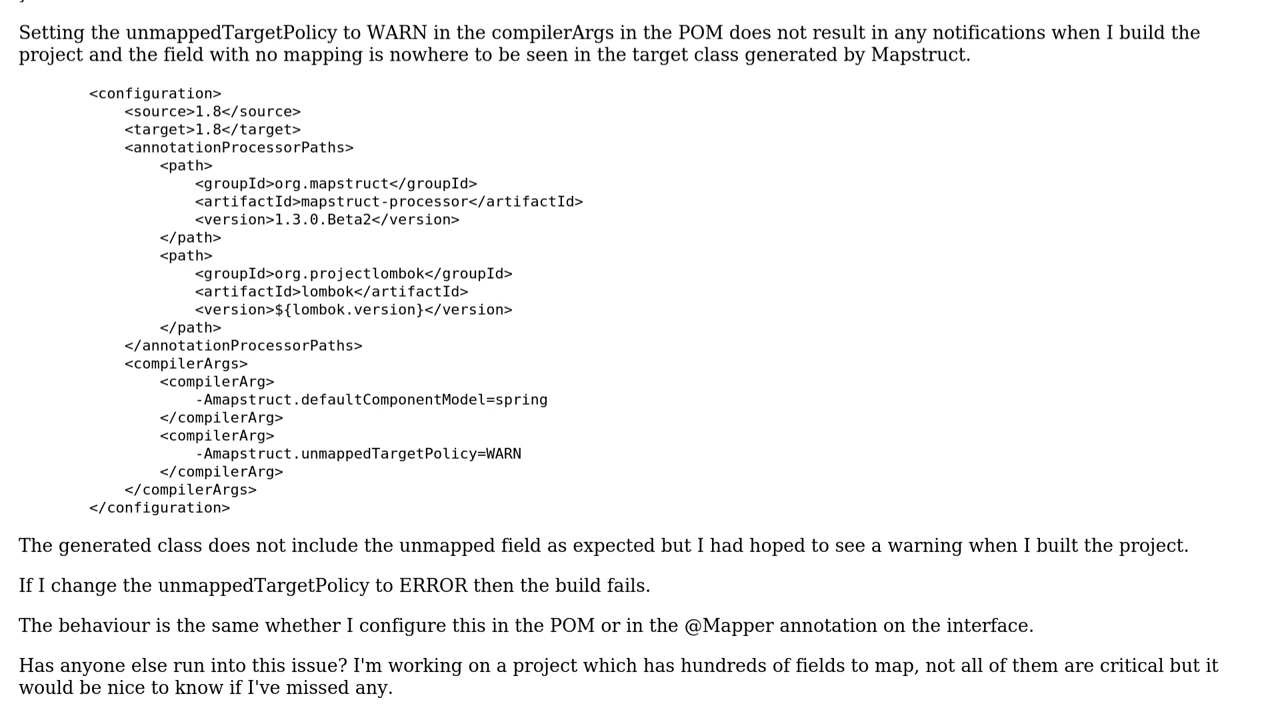 Setting the unmappedTargetPolicy to WARN in the compilerArgs in the POM does not result in any notifications when I build the
project and the field with no mapping is nowhere to be seen in the target class generated by Mapstruct.
<configuration>
<source>1.8</source>
<target>1.8</target>
<annotationProcessorPaths>
<path>
<groupId>org.mapstruct</groupId>
<artifactId>mapstruct-processor</artifactId>
<version>1.3.0.Beta2</version>
</path>
<path>
<groupId>org.projectlombok</groupId>
<artifactId>lombok</artifactId>
<version>${lombok.version}</version>
</path>
</annotationProcessorPaths>
<compilerArgs>
<compilerArg>
-Amapstruct.defaultComponentModel=spring
</compilerArg>
<compilerArg>
-Amapstruct.unmappedTargetPolicy=WARN
</compilerArg>
</compilerArgs>
</configuration>
The generated class does not include the unmapped field as expected but I had hoped to see a warning when I built the project.
If I change the unmappedTargetPolicy to ERROR then the build fails.
The behaviour is the same whether I configure this in the POM or in the @Mapper annotation on the interface.
Has anyone else run into this issue? I'm working on a project which has hundreds of fields to map, not all of them are critical but it
would be nice to know if I've missed any.